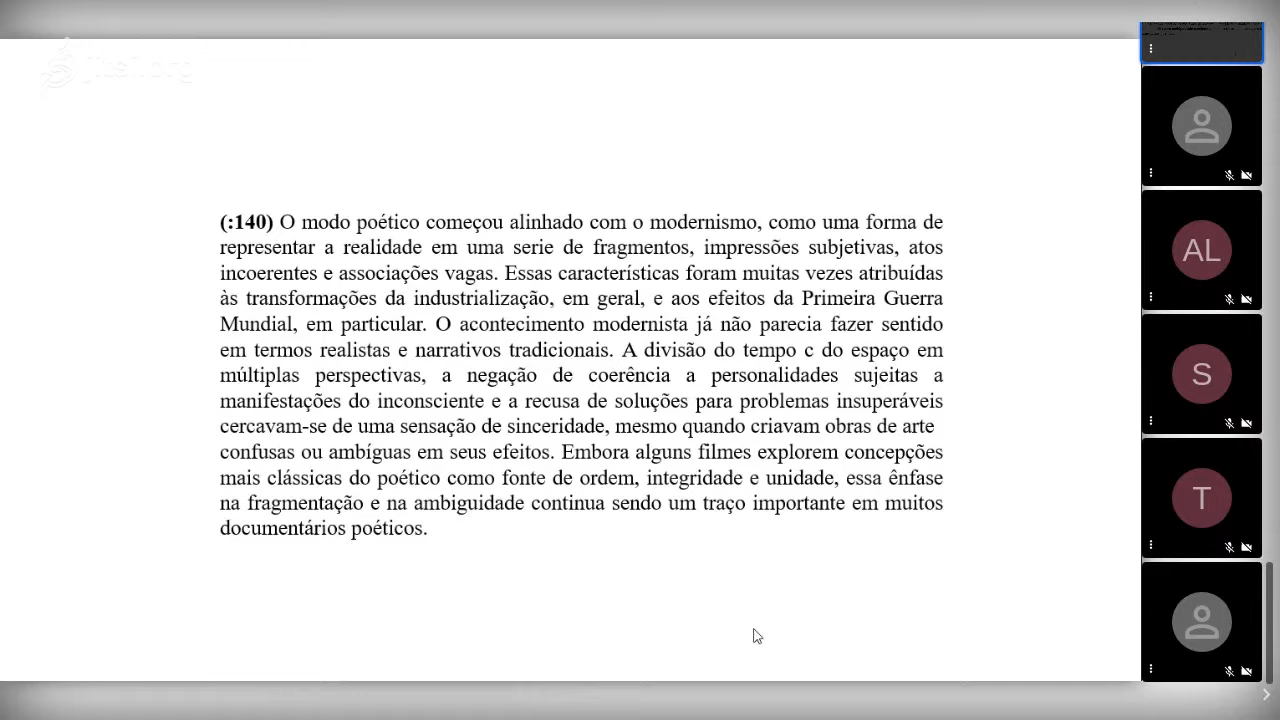 (:140) O modo poético começou alinhado com o modernismo, como uma forma de
representar a realidade em uma serie de fragmentos, impressões subjetivas, atos
incoerentes e associações vagas. Essas características foram muitas vezes atribuídas
às transformações da industrialização, em geral, e aos efeitos da Primeira Guerra
Mundial, em particular. O acontecimento modernista já não parecia fazer sentido
em termos realistas e narrativos tradicionais. A divisão do tempo c do espaço em
múltiplas perspectivas, a negação de coerência a personalidades sujeitas a
manifestações do inconsciente e a recusa de soluções para problemas insuperáveis
cercavam-se de uma sensação de sinceridade, mesmo quando criavam obras de arte
confusas ou ambíguas em seus efeitos. Embora alguns filmes explorem concepções
mais clássicas do poético como fonte de ordem, integridade e unidade, essa ênfase
na fragmentação e na ambiguidade continua sendo um traço importante em muitos
documentários poéticos.
AL
S
T